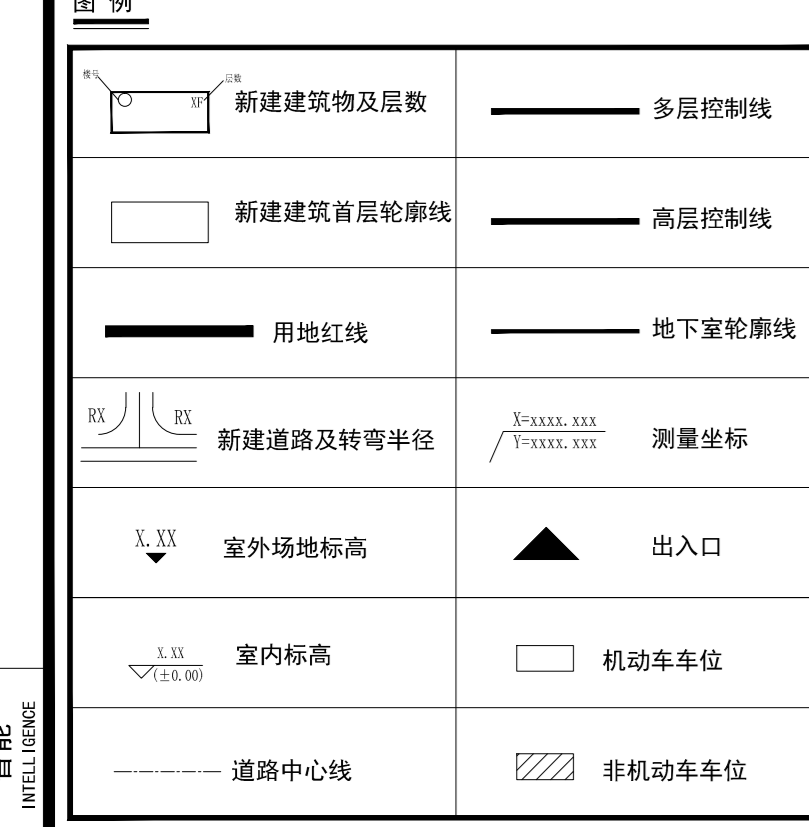 图 例
楼号
层数
XF
新建建筑物及层数
多层控制线
新建建筑首层轮廓线
高层控制线
用地红线
地下室轮廓线
RX
RX
新建道路及转弯半径
X=xxxx.xxx
Y=xxxx.xxx
测量坐标
X.XX
室外场地标高
出入口
X.XX
(±0.00)
室内标高
机动车车位
道路中心线
非机动车车位
INTELLIGENCE